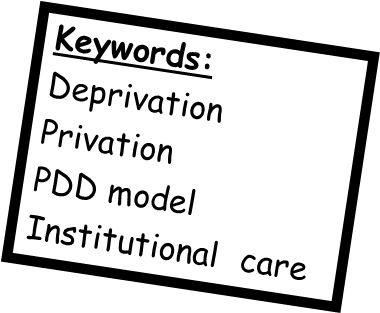 Keywords:
Deprivation
Privation
PDD model
Institutional care